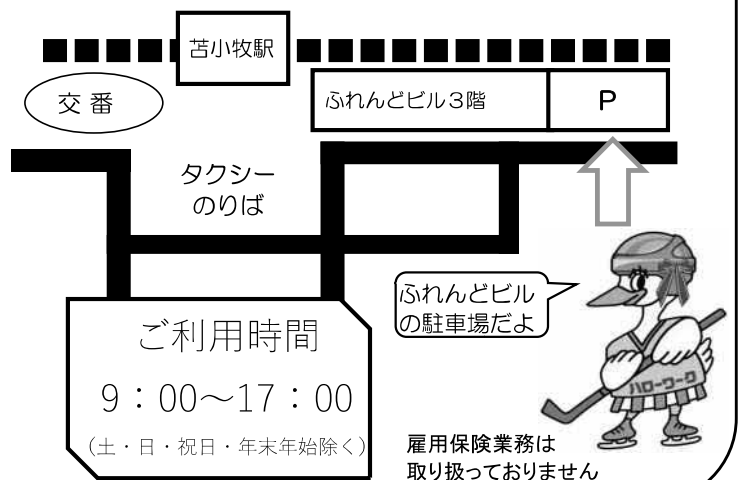 苫小牧駅
交番
ふれんどビル3階
P
タクシー
のりば
ふれんどビル
の駐車場だよ
ご利用時間
9：00～17：00
(土・日・祝日・年末年始除く)
ハローワーク
雇用保険業務は
取り扱っておりません